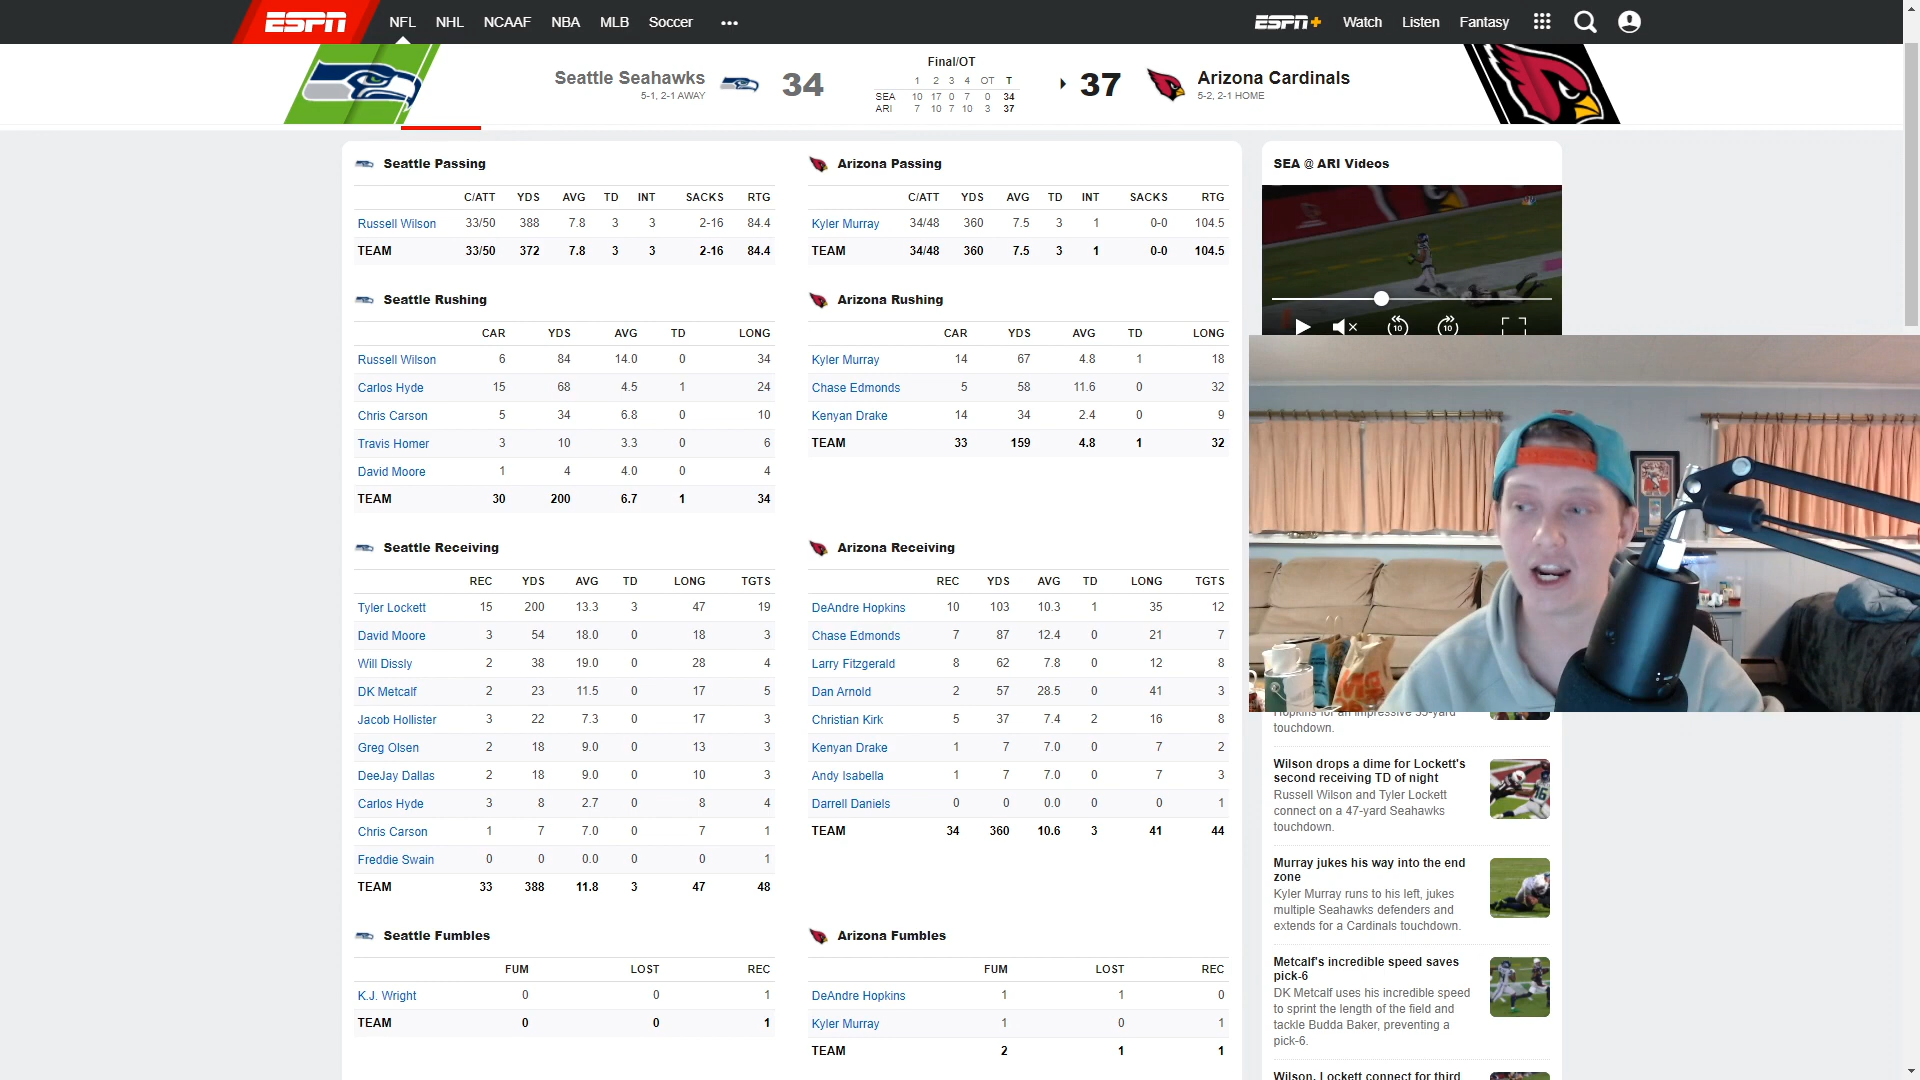 ESPN NFL NHL NCAAF NBA MLB Soccer ••• ESPN+ Watch Listen Fantasy
Seattle Seahawks
5-1, 2-1 AWAY
34
Final/OT
1 2 3 4 OT T
SEA 10 17 0 7 0 34
ARI 7 10 7 10 3 37
37
Arizona Cardinals
5-2, 2-1 HOME
Seattle Passing
C/ATT YDS AVG TD INT SACKS RTG
Russell Wilson 33/50 388 7.8 3 3 2-16 84.4
TEAM 33/50 372 7.8 3 3 2-16 84.4
Arizona Passing
C/ATT YDS AVG TD INT SACKS RTG
Kyler Murray 34/48 360 7.5 3 1 0-0 104.5
TEAM 34/48 360 7.5 3 1 0-0 104.5
Seattle Rushing
CAR YDS AVG TD LONG
Russell Wilson 6 84 14.0 0 34
Carlos Hyde 15 68 4.5 1 24
Chris Carson 5 34 6.8 0 10
Travis Homer 3 10 3.3 0 6
David Moore 1 4 4.0 0 4
TEAM 30 200 6.7 1 34
Arizona Rushing
CAR YDS AVG TD LONG
Kyler Murray 14 67 4.8 1 18
Chase Edmonds 5 58 11.6 0 32
Kenyan Drake 14 34 2.4 0 9
TEAM 33 159 4.8 1 32
Seattle Receiving
REC YDS AVG TD LONG TGTS
Tyler Lockett 15 200 13.3 3 47 19
David Moore 3 54 18.0 0 18 3
Will Dissly 2 38 19.0 0 28 4
DK Metcalf 2 23 11.5 0 17 5
Jacob Hollister 3 22 7.3 0 17 3
Greg Olsen 2 18 9.0 0 13 3
DeeJay Dallas 2 18 9.0 0 10 3
Carlos Hyde 3 8 2.7 0 8 4
Chris Carson 1 7 7.0 0 7 1
Freddie Swain 0 0 0.0 0 0 1
TEAM 33 388 11.8 3 47 48
Arizona Receiving
REC YDS AVG TD LONG TGTS
DeAndre Hopkins 10 103 10.3 1 35 12
Chase Edmonds 7 87 12.4 0 21 7
Larry Fitzgerald 8 62 7.8 0 12 8
Dan Arnold 2 57 28.5 0 41 3
Christian Kirk 5 37 7.4 2 16 8
Kenyan Drake 1 7 7.0 0 7 2
Andy Isabella 1 7 7.0 0 7 3
Darrell Daniels 0 0 0.0 0 0 1
TEAM 34 360 10.6 3 41 44
Seattle Fumbles
FUM LOST REC
K.J. Wright 0 0 1
TEAM 0 0 1
Arizona Fumbles
FUM LOST REC
DeAndre Hopkins 1 1 0
Kyler Murray 1 0 1
TEAM 2 1 1
SEA @ ARI Videos
10 10
Hopkins for an impressive 35-yard
touchdown.
Wilson drops a dime for Lockett's
second receiving TD of night
Russell Wilson and Tyler Lockett
connect on a 47-yard Seahawks
touchdown.
Murray jukes his way into the end
zone
Kyler Murray runs to his left, jukes
multiple Seahawks defenders and
extends for a Cardinals touchdown.
Metcalf's incredible speed saves
pick-6
DK Metcalf uses his incredible speed
to sprint the length of the field and
tackle Budda Baker, preventing a
pick-6.
Wilson, Lockett connect for third